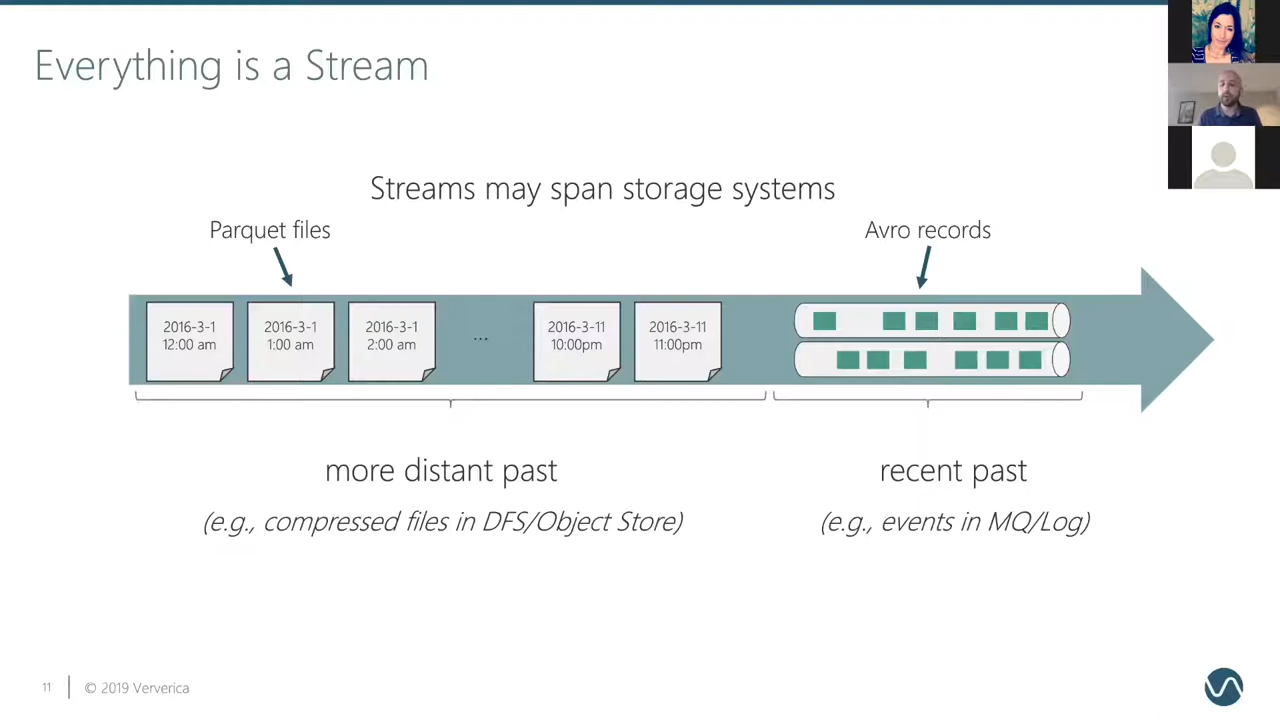 Everything is a Stream
Streams may span storage systems
Parquet files
Avro records
2016-3-1
12:00 am
2016-3-1
1:00 am
2016-3-1
2:00 am
...
2016-3-11
10:00pm
2016-3-11
11:00pm
more distant past
(e.g., compressed files in DFS/Object Store)
recent past
(e.g., events in MQ/Log)
11
© 2019 Ververica